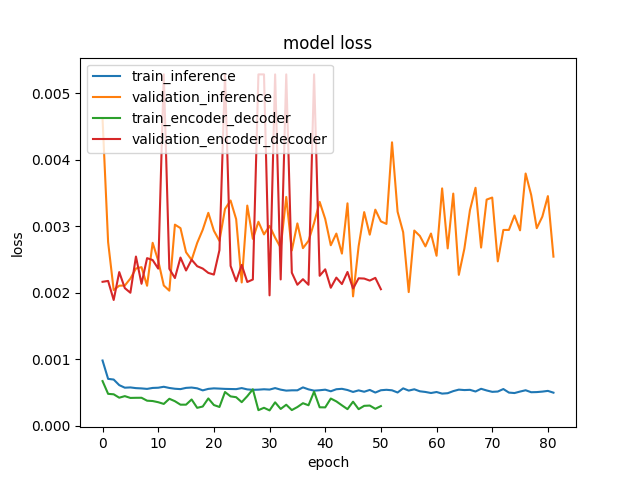 model loss
train_inference
validation_inference
train_encoder_decoder
validation_encoder_decoder
0.005
0.004
0.003
0.002
0.001
0.000
loss
0 10 20 30 40 50 60 70 80
epoch